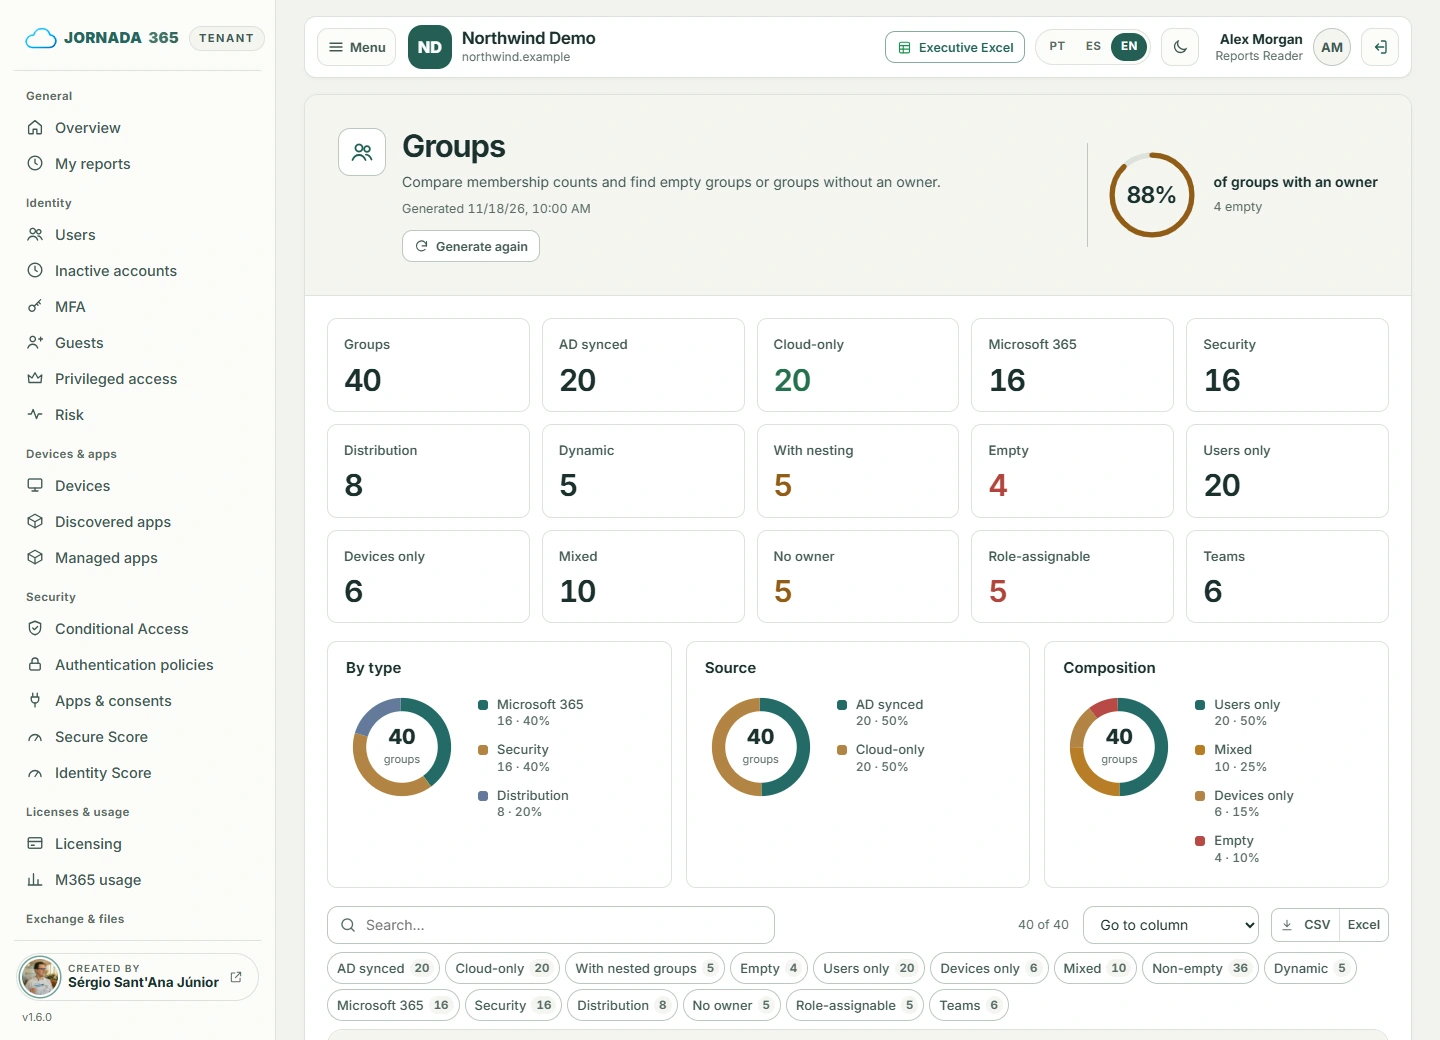 JORNADA 365 TENANT
General
Overview
My reports
Identity
Users
Inactive accounts
MFA
Guests
Privileged access
Risk
Devices & apps
Devices
Discovered apps
Managed apps
Security
Conditional Access
Authentication policies
Apps & consents
Secure Score
Identity Score
Licenses & usage
Licensing
M365 usage
Exchange & files
CREATED BY
Sérgio Sant'Ana Júnior
v1.6.0
Menu
ND
Northwind Demo
northwind.example
Executive Excel
PT ES EN
Alex Morgan
Reports Reader
AM
Groups
Compare membership counts and find empty groups or groups without an owner.
Generated 11/18/26, 10:00 AM
Generate again
88%
of groups with an owner
4 empty
Groups
40
AD synced
20
Cloud-only
20
Microsoft 365
16
Security
16
Distribution
8
Dynamic
5
With nesting
5
Empty
4
Users only
20
Devices only
6
Mixed
10
No owner
5
Role-assignable
5
Teams
6
By type
40
groups
Microsoft 365
16 · 40%
Security
16 · 40%
Distribution
8 · 20%
Source
40
groups
AD synced
20 · 50%
Cloud-only
20 · 50%
Composition
40
groups
Users only
20 · 50%
Mixed
10 · 25%
Devices only
6 · 15%
Empty
4 · 10%
Search...
40 of 40
Go to column
CSV Excel
AD synced 20 Cloud-only 20 With nested groups 5 Empty 4 Users only 20 Devices only 6 Mixed 10 Non-empty 36 Dynamic 5
Microsoft 365 16 Security 16 Distribution 8 No owner 5 Role-assignable 5 Teams 6